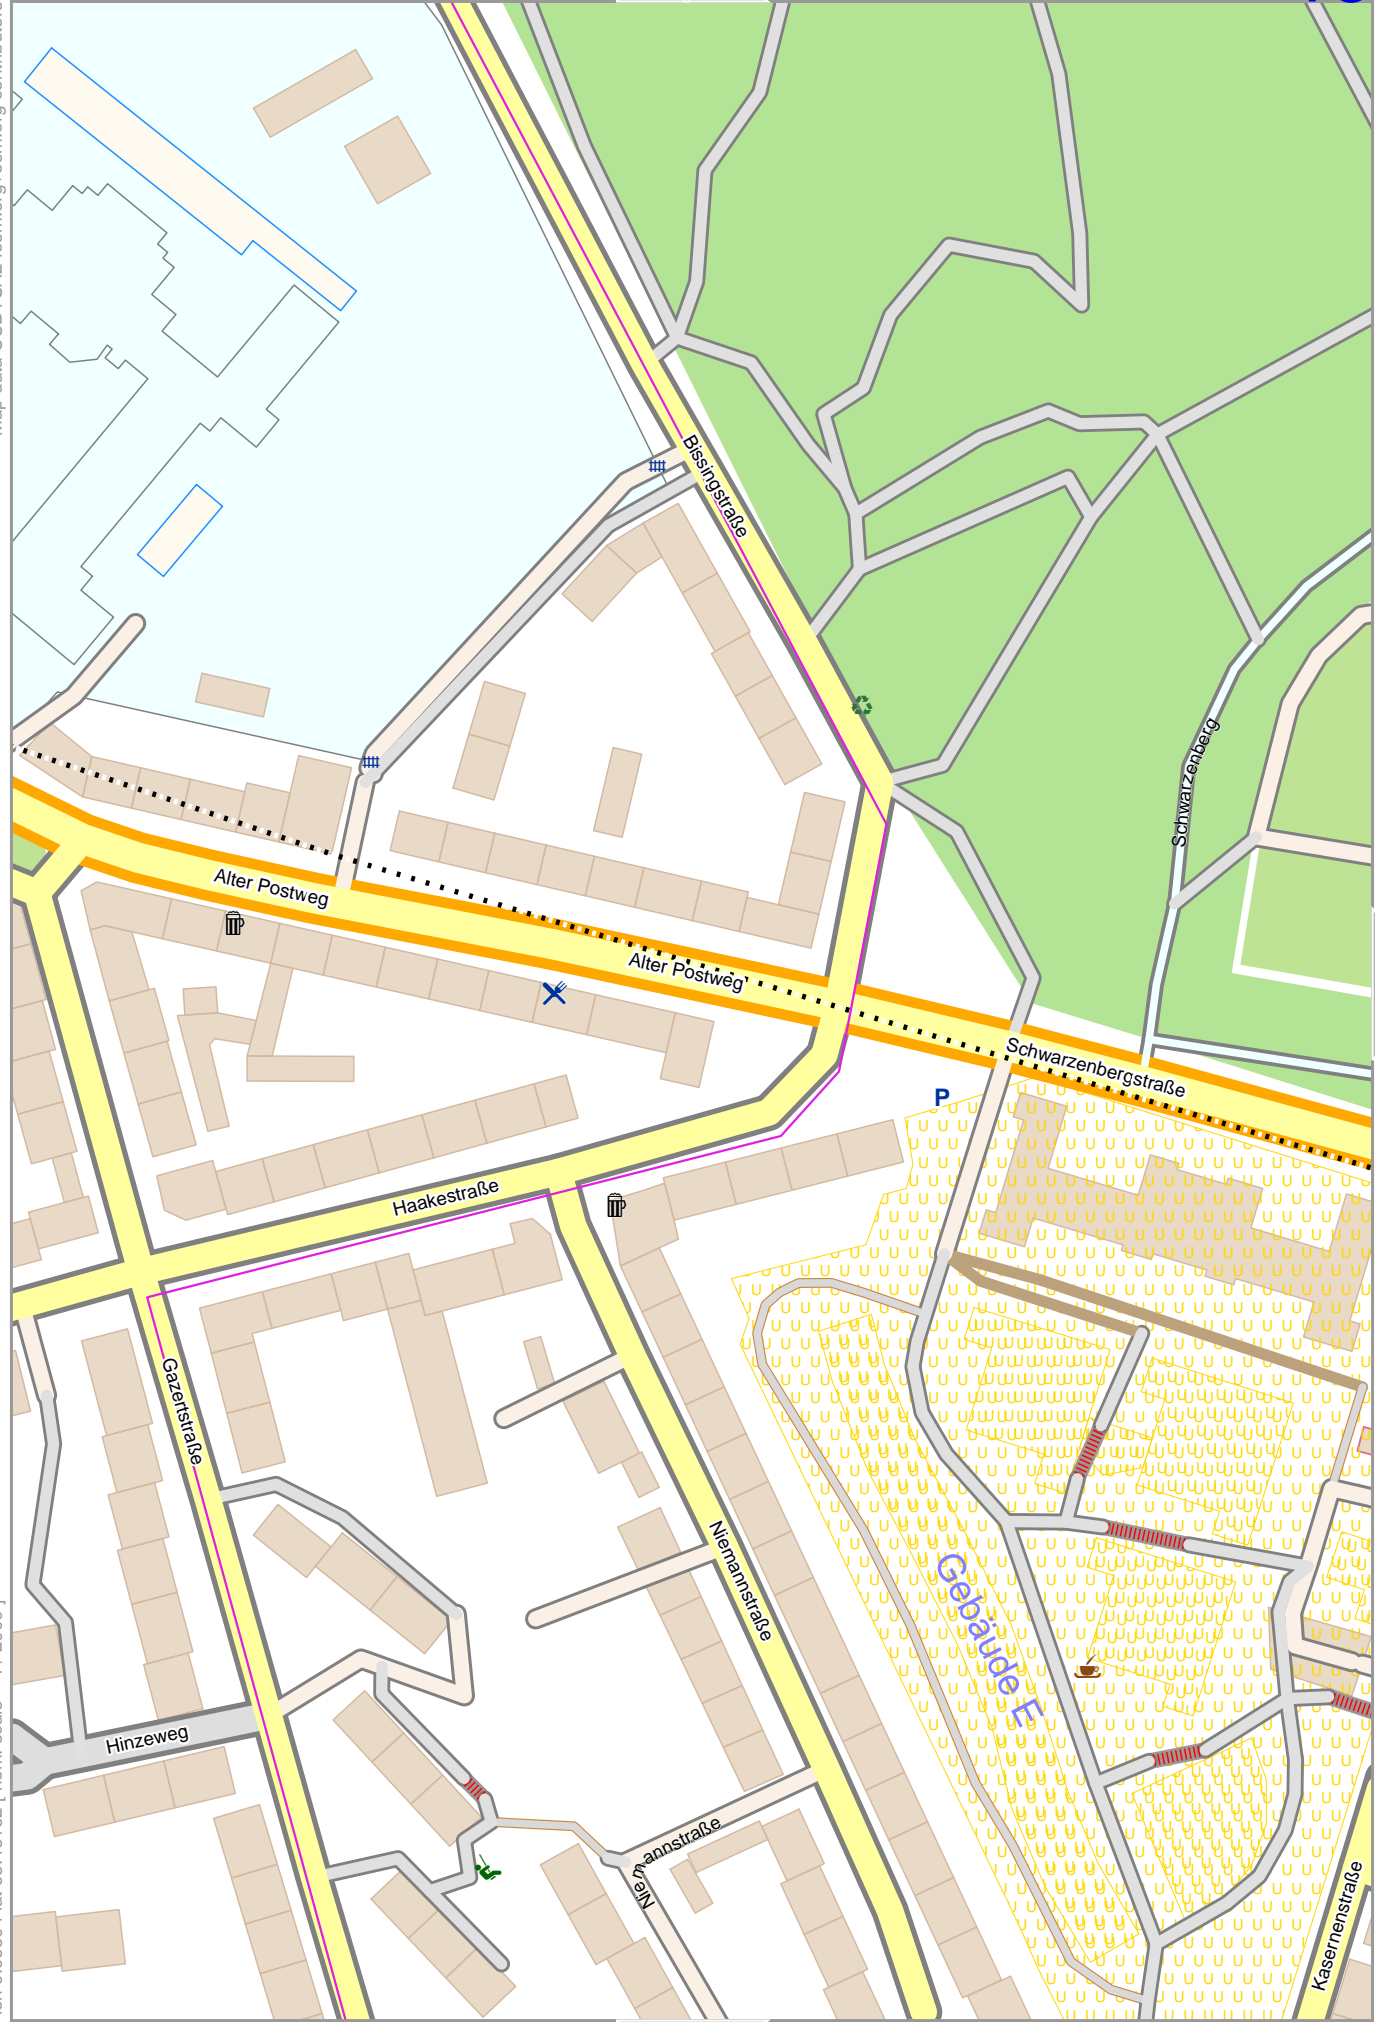 Bissingstraße
Schwarzenberg
Alter Postweg
Alter Postweg
Schwarzenbergstraße
P
Haakestraße
Gazertstraße
Niemannstraße
Gebäude E
Hinzeweg
Niemannstraße
Kasernenstraße